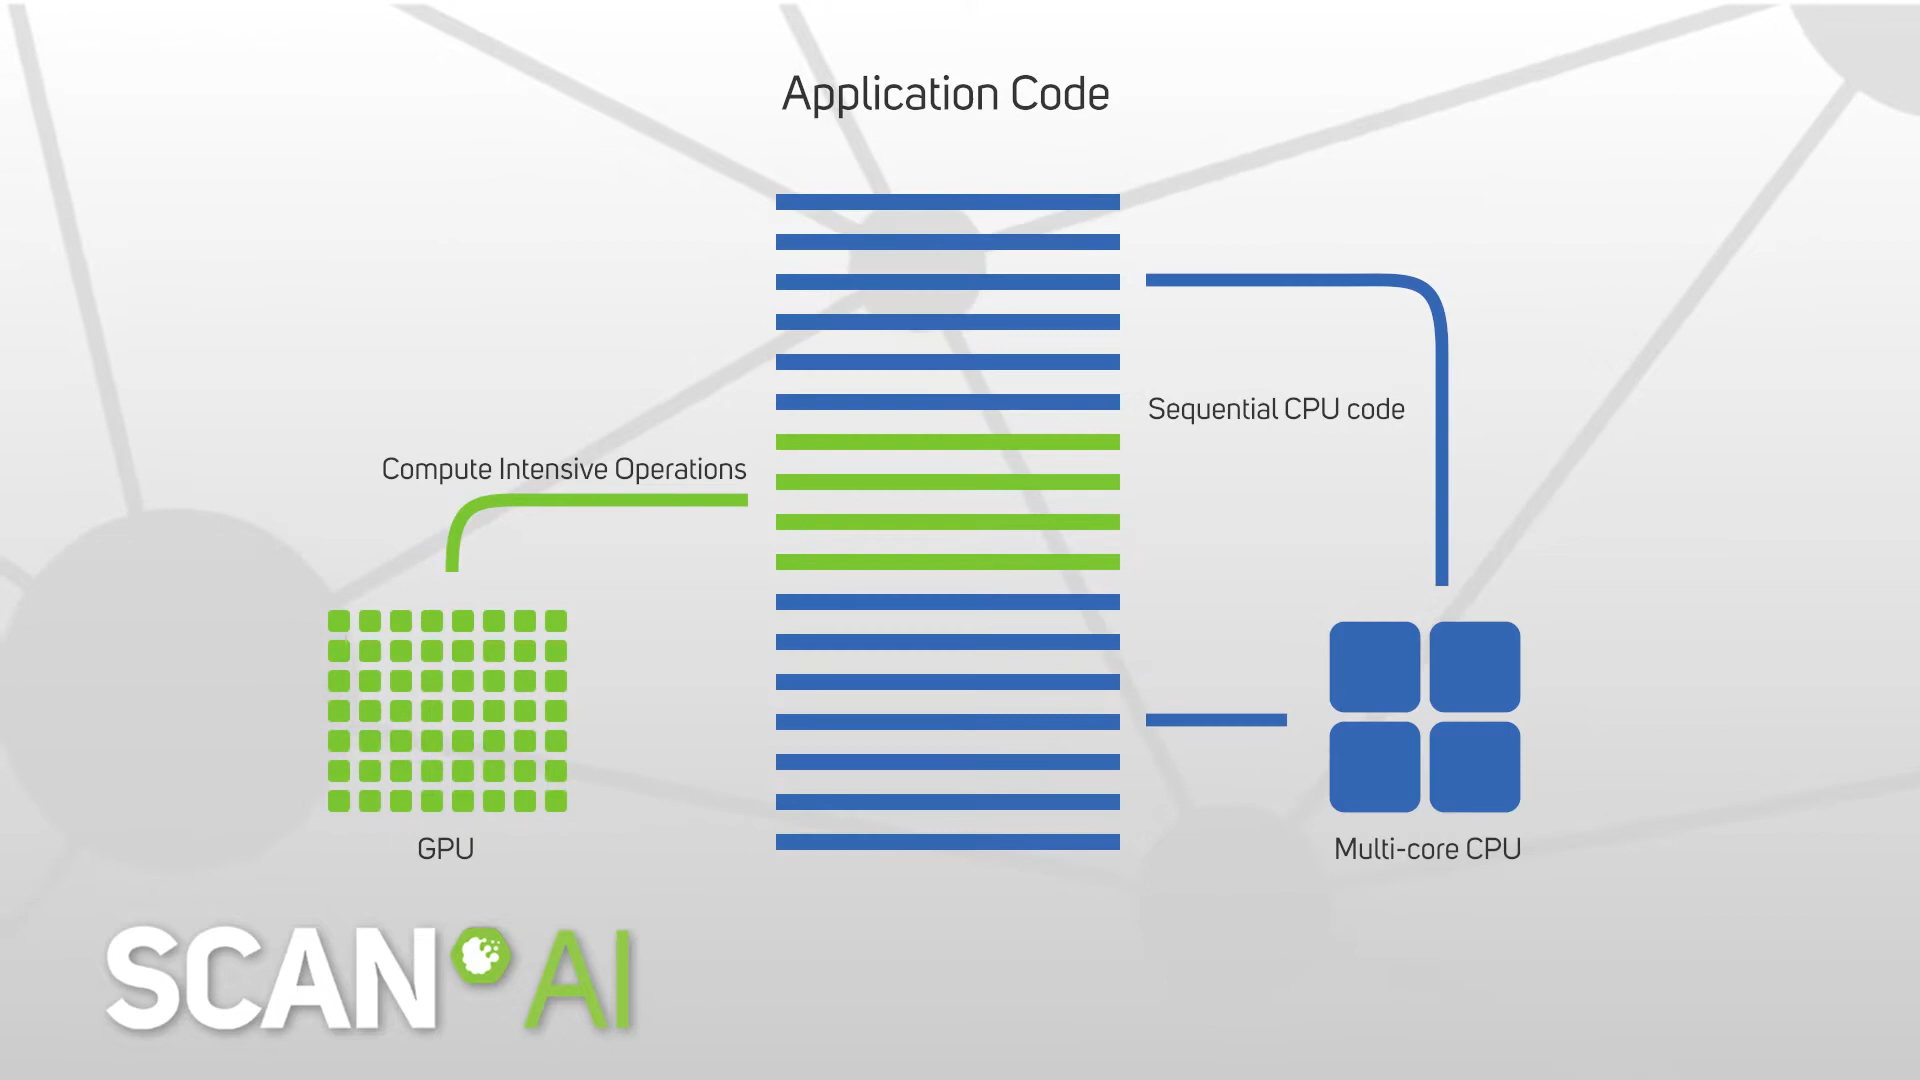 Application Code
Sequential CPU code
Compute Intensive Operations
GPU
Multi-core CPU
SCAN AI